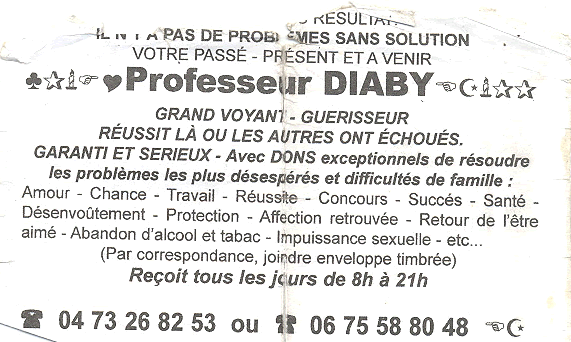 RESULTAT
IL N'Y A PAS DE PROBLEMES SANS SOLUTION
VOTRE PASSÉ - PRÉSENT ET A VENIR
♣☆🕯☞♥Professeur DIABY☜☪🕯☆☆
GRAND VOYANT - GUERISSEUR
RÉUSSIT LÀ OU LES AUTRES ONT ÉCHOUÉS.
GARANTI ET SERIEUX - Avec DONS exceptionnels de résoudre
les problèmes les plus désespérés et difficultés de famille :
Amour - Chance - Travail - Réussite - Concours - Succés - Santé -
Désenvoûtement - Protection - Affection retrouvée - Retour de l'être
aimé - Abandon d'alcool et tabac - Impuissance sexuelle - etc...
(Par correspondance, joindre enveloppe timbrée)
Reçoit tous les jours de 8h à 21h
☎ 04 73 26 82 53 ou ☎ 06 75 58 80 48 ☜☪